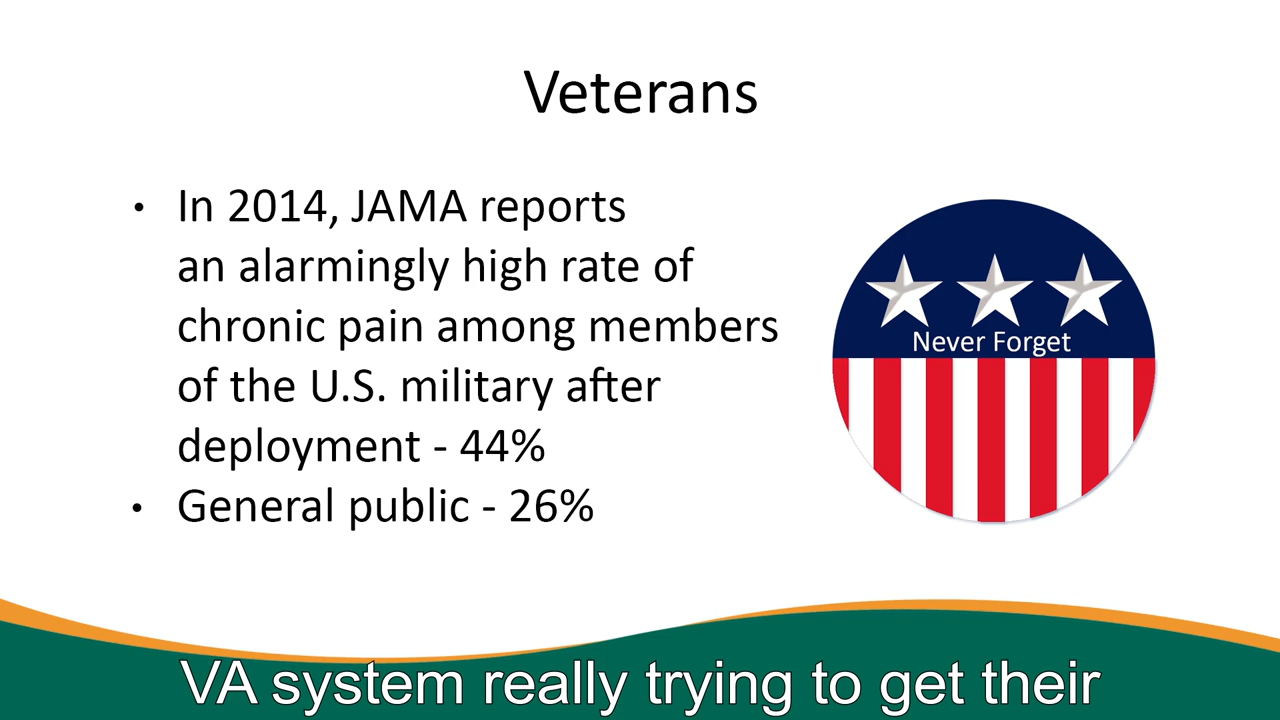 Veterans
• In 2014, JAMA reports
an alarmingly high rate of
chronic pain among members
of the U.S. military after
deployment - 44%
• General public - 26%
Never Forget
VA system really trying to get their